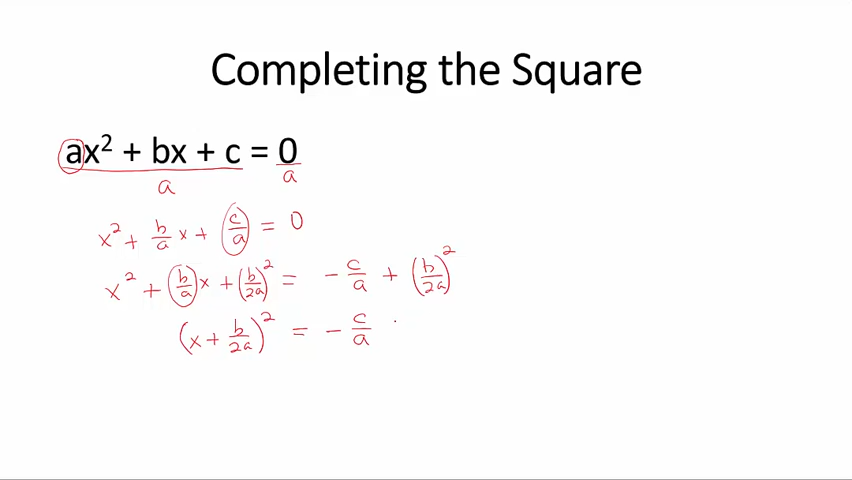 Completing the Square
ax² + bx + c = 0
a a
x² + b/a x + c/a = 0
x² + b/a x + (b/2a)² = - c/a + (b/2a)²
(x + b/2a)² = - c/a